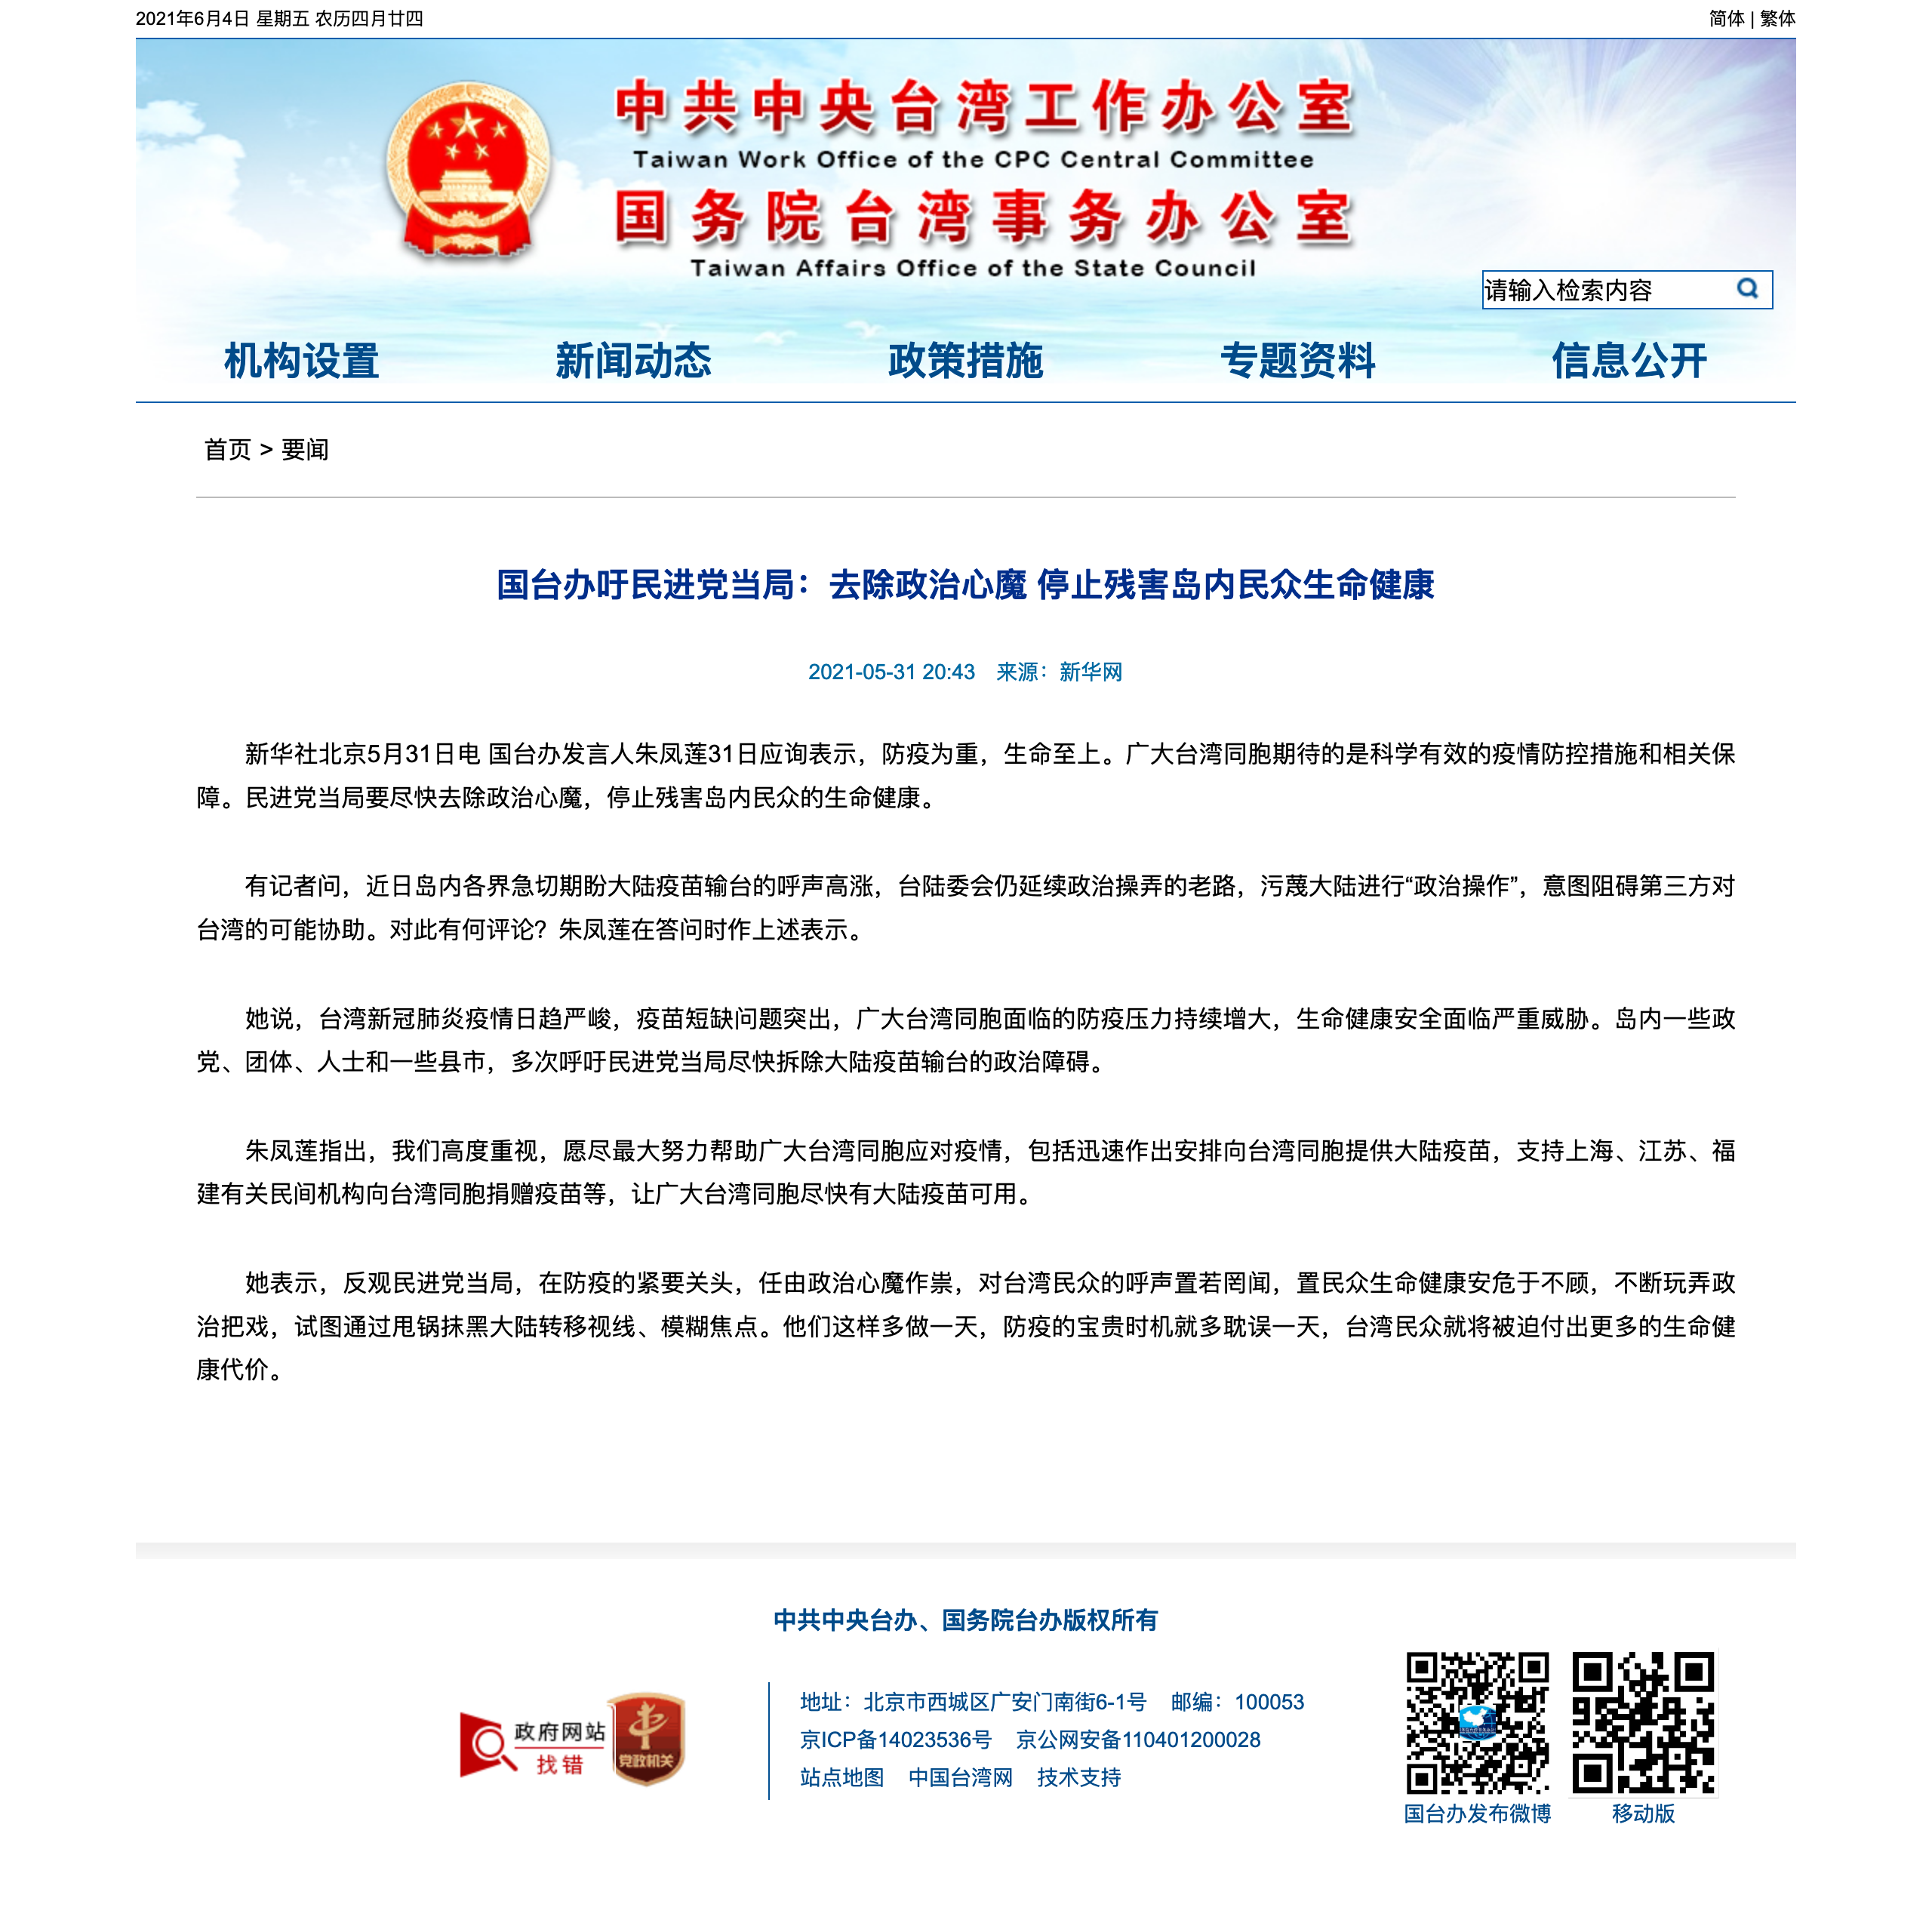 2021年6月4日 星期五 农历四月廿四
简体 | 繁体
中共中央台湾工作办公室
Taiwan Work Office of the CPC Central Committee
国务院台湾事务办公室
Taiwan Affairs Office of the State Council
请输入检索内容
机构设置 新闻动态 政策措施 专题资料 信息公开
首页 > 要闻
国台办吁民进党当局：去除政治心魔 停止残害岛内民众生命健康
2021-05-31 20:43 来源：新华网
新华社北京5月31日电 国台办发言人朱凤莲31日应询表示，防疫为重，生命至上。广大台湾同胞期待的是科学有效的疫情防控措施和相关保
障。民进党当局要尽快去除政治心魔，停止残害岛内民众的生命健康。
有记者问，近日岛内各界急切期盼大陆疫苗输台的呼声高涨，台陆委会仍延续政治操弄的老路，污蔑大陆进行“政治操作”，意图阻碍第三方对
台湾的可能协助。对此有何评论？朱凤莲在答问时作上述表示。
她说，台湾新冠肺炎疫情日趋严峻，疫苗短缺问题突出，广大台湾同胞面临的防疫压力持续增大，生命健康安全面临严重威胁。岛内一些政
党、团体、人士和一些县市，多次呼吁民进党当局尽快拆除大陆疫苗输台的政治障碍。
朱凤莲指出，我们高度重视，愿尽最大努力帮助广大台湾同胞应对疫情，包括迅速作出安排向台湾同胞提供大陆疫苗，支持上海、江苏、福
建有关民间机构向台湾同胞捐赠疫苗等，让广大台湾同胞尽快有大陆疫苗可用。
她表示，反观民进党当局，在防疫的紧要关头，任由政治心魔作祟，对台湾民众的呼声置若罔闻，置民众生命健康安危于不顾，不断玩弄政
治把戏，试图通过甩锅抹黑大陆转移视线、模糊焦点。他们这样多做一天，防疫的宝贵时机就多耽误一天，台湾民众就将被迫付出更多的生命健
康代价。
中共中央台办、国务院台办版权所有
政府网站
找错
党政机关
地址：北京市西城区广安门南街6-1号 邮编：100053
京ICP备14023536号 京公网安备110401200028
站点地图 中国台湾网 技术支持
国台办发布微博 移动版